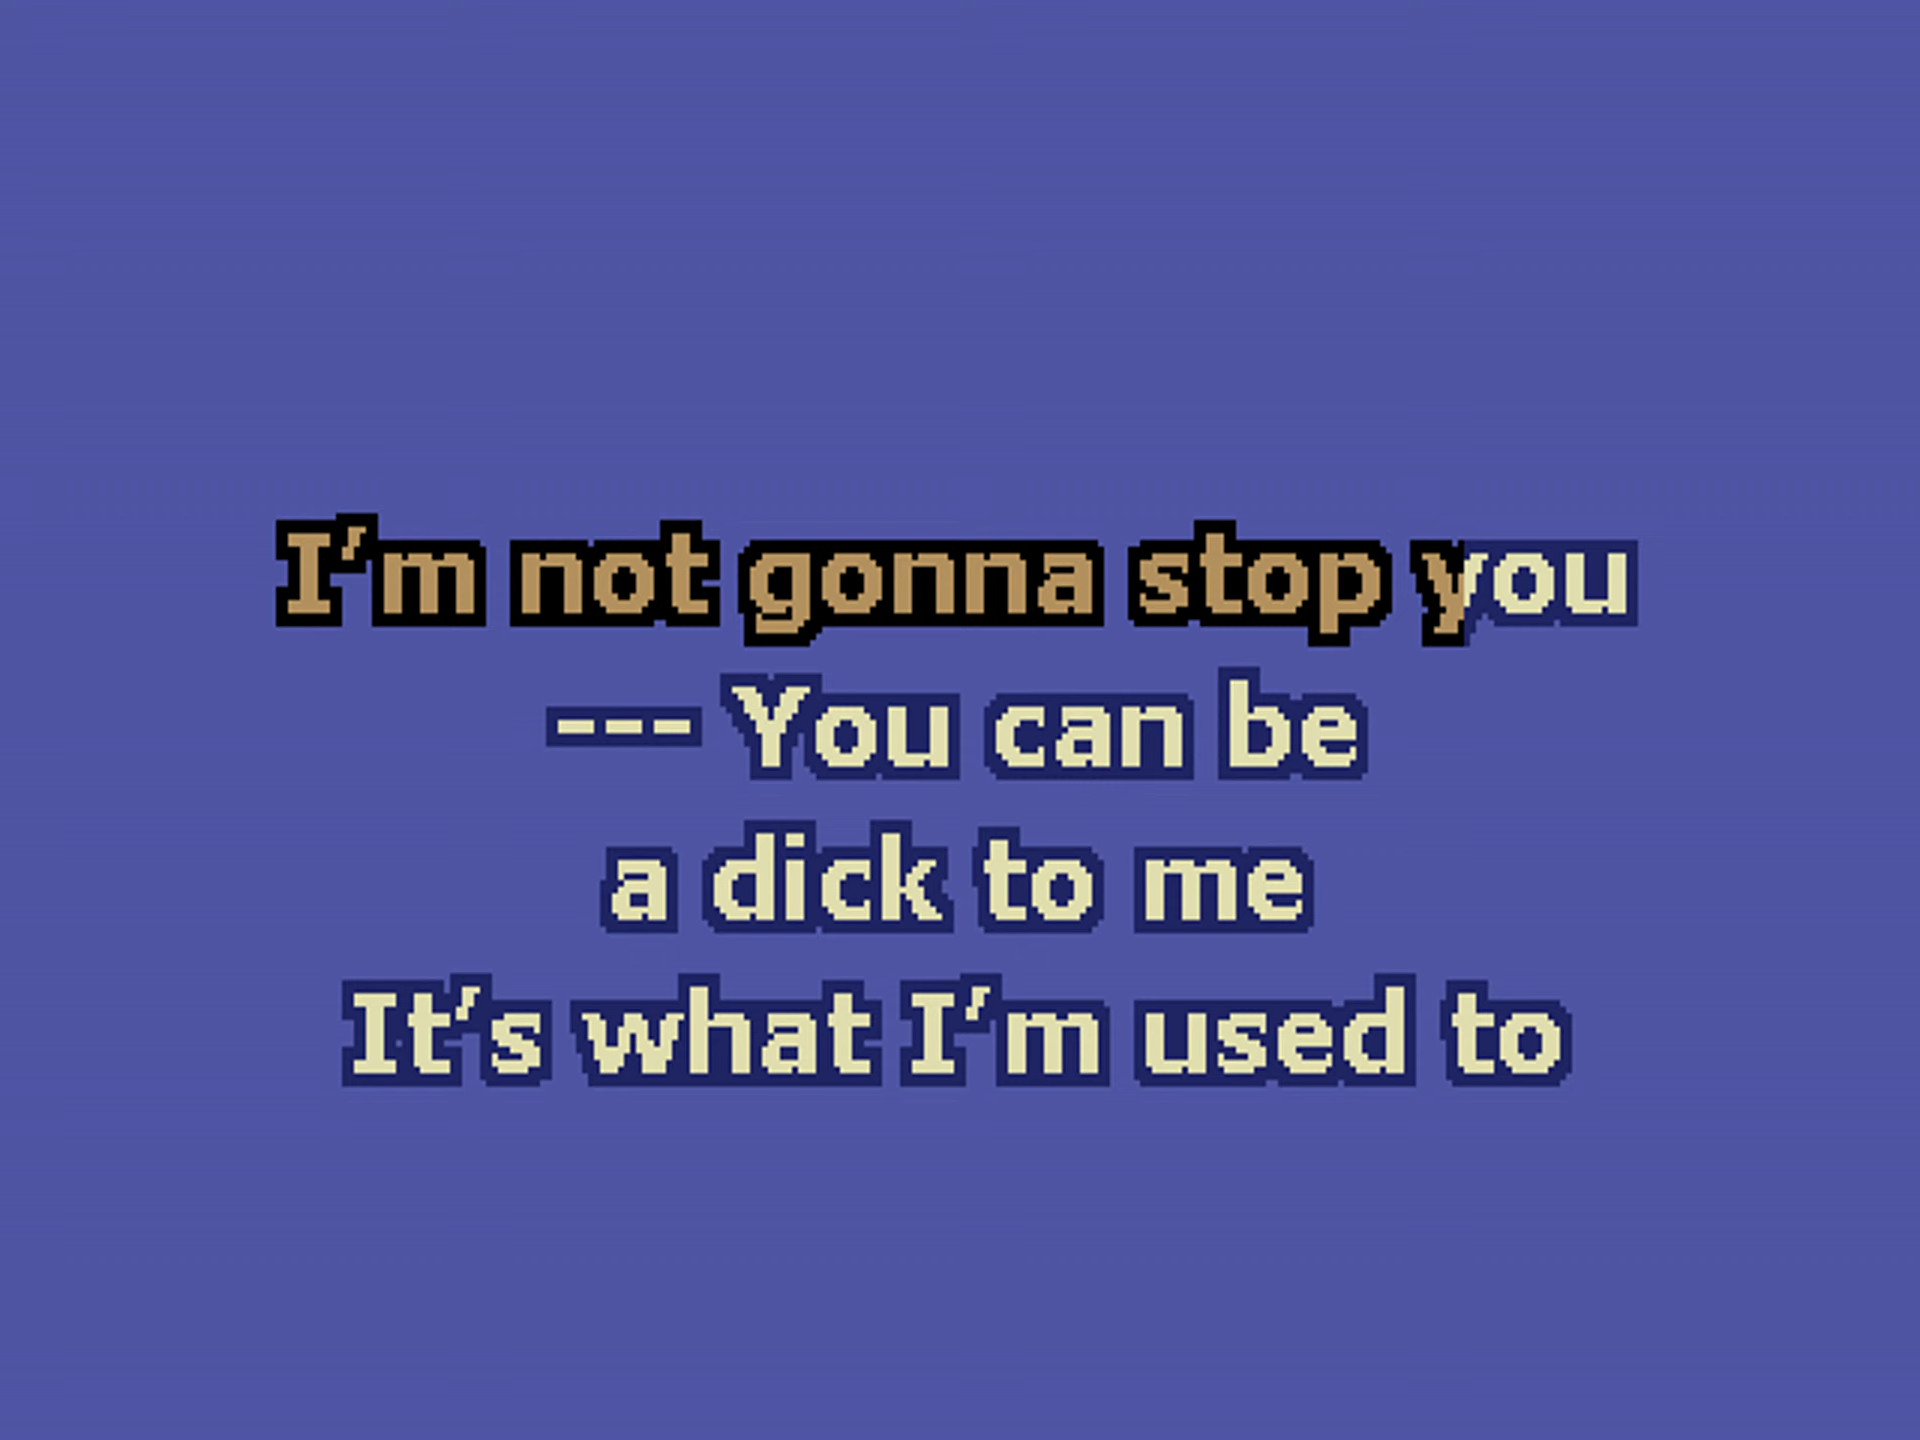 I’m not gonna stop you
--- You can be
a dick to me
It’s what I’m used to